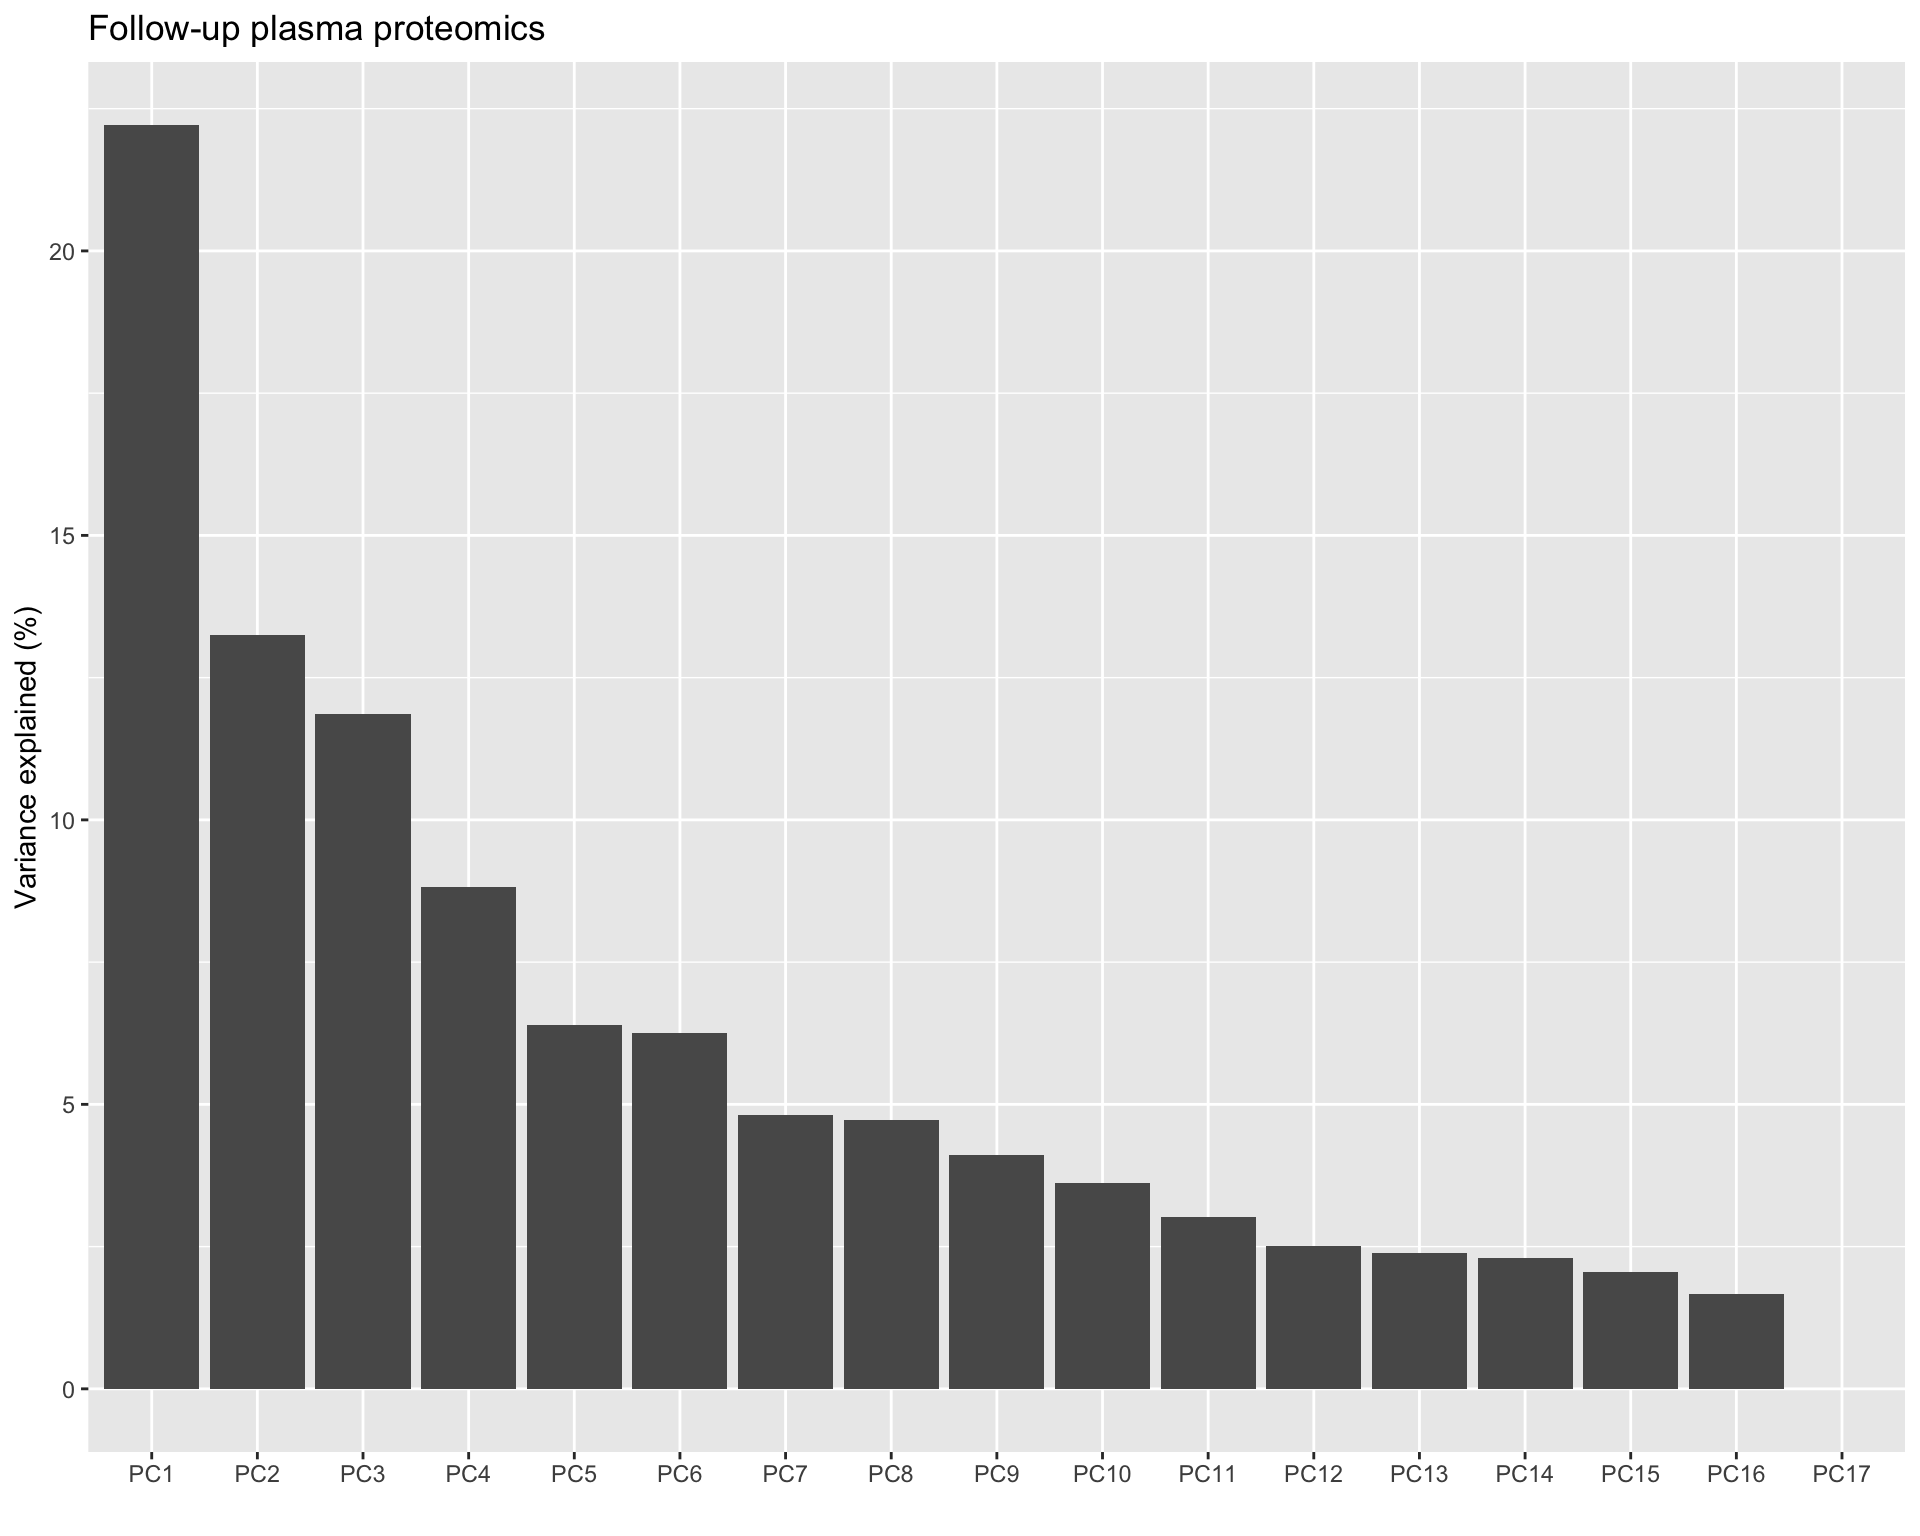 Follow-up plasma proteomics
Variance explained (%)
20
15
10
5
0
PC1 PC2 PC3 PC4 PC5 PC6 PC7 PC8 PC9 PC10 PC11 PC12 PC13 PC14 PC15 PC16 PC17